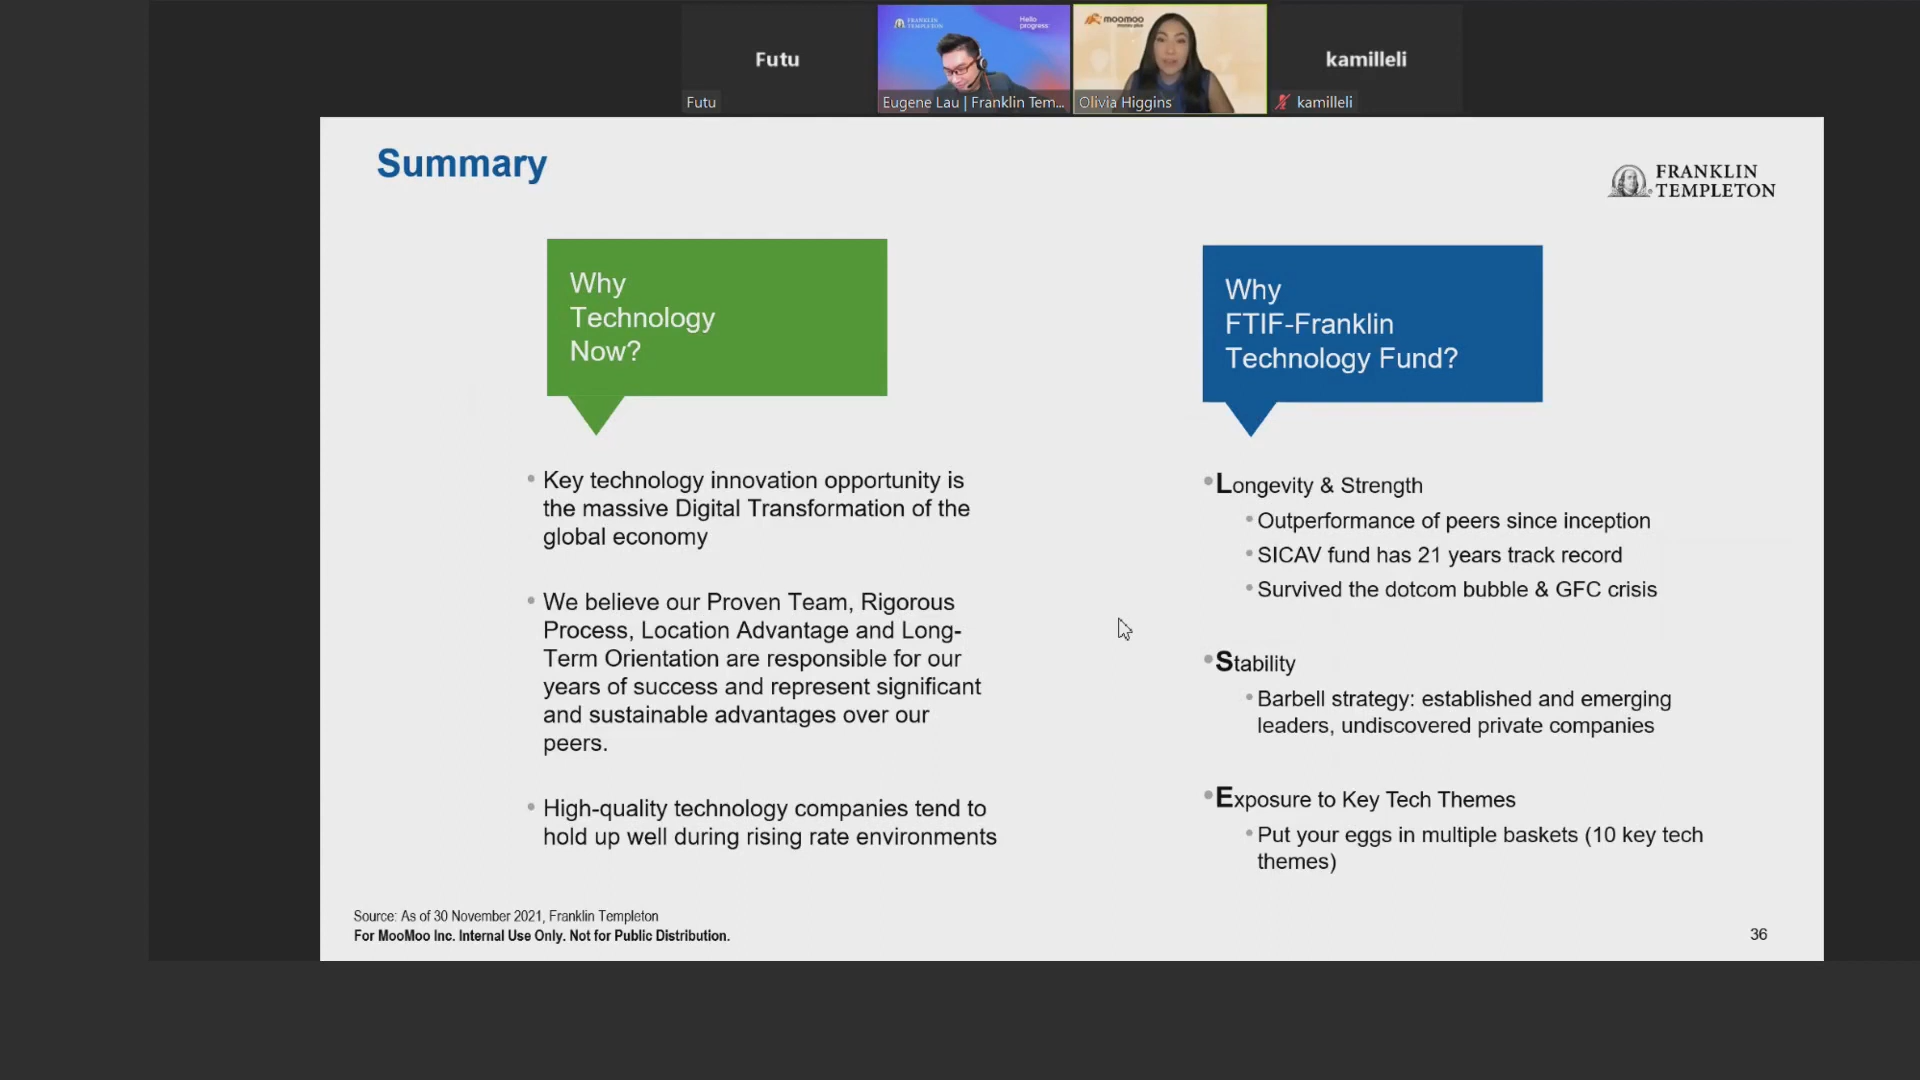 Futu
Futu
FRANKLIN
TEMPLETON
Hello
progress
Eugene Lau | Franklin Tem...
moomoo
Olivia Higgins
kamilleli
kamilleli
Summary
FRANKLIN
TEMPLETON
Why
Technology
Now?
• Key technology innovation opportunity is
the massive Digital Transformation of the
global economy
• We believe our Proven Team, Rigorous
Process, Location Advantage and Long-
Term Orientation are responsible for our
years of success and represent significant
and sustainable advantages over our
peers.
• High-quality technology companies tend to
hold up well during rising rate environments
Why
FTIF-Franklin
Technology Fund?
• Longevity & Strength
• Outperformance of peers since inception
• SICAV fund has 21 years track record
• Survived the dotcom bubble & GFC crisis
• Stability
• Barbell strategy: established and emerging
leaders, undiscovered private companies
• Exposure to Key Tech Themes
• Put your eggs in multiple baskets (10 key tech
themes)
Source: As of 30 November 2021, Franklin Templeton
For MooMoo Inc. Internal Use Only. Not for Public Distribution.
36